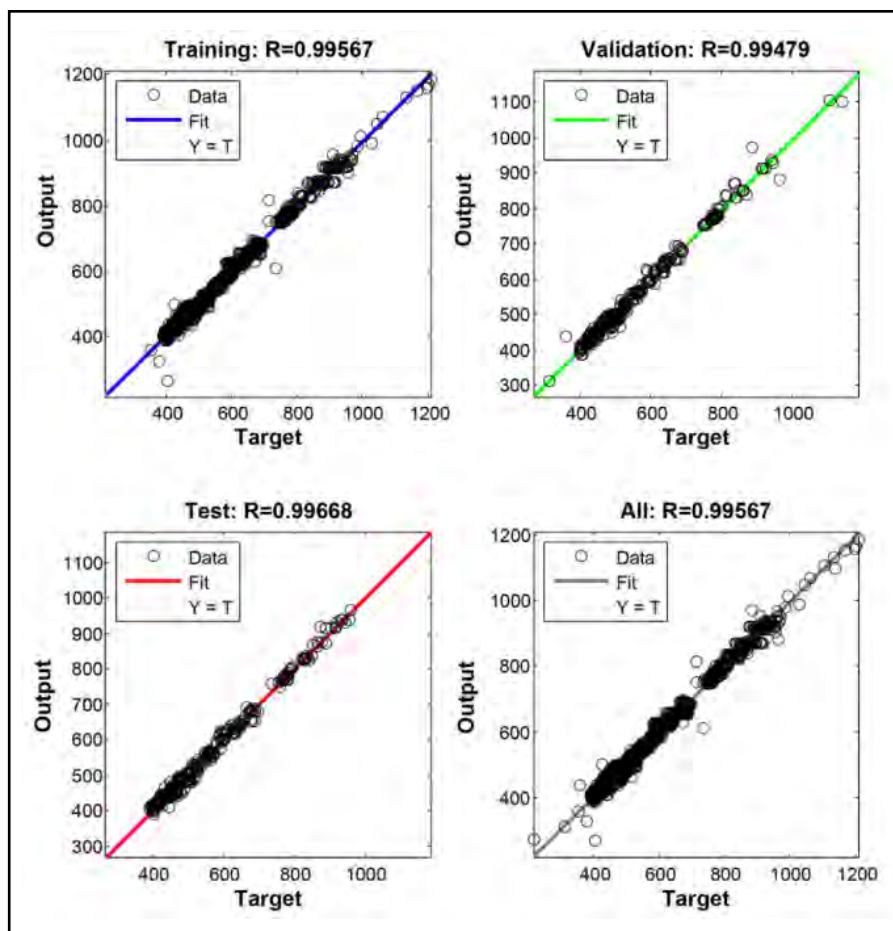 Training: R=0.99567
1200
1000
800
600
400
Output
Data
Fit
Y = T
400 600 800 1000 1200
Target
Validation: R=0.99479
1100
1000
900
800
700
600
500
400
300
Output
Data
Fit
Y = T
400 600 800 1000
Target
Test: R=0.99668
1100
1000
900
800
700
600
500
400
300
Output
Data
Fit
Y = T
400 600 800 1000
Target
All: R=0.99567
1200
1000
800
600
400
Output
Data
Fit
Y = T
400 600 800 1000 1200
Target